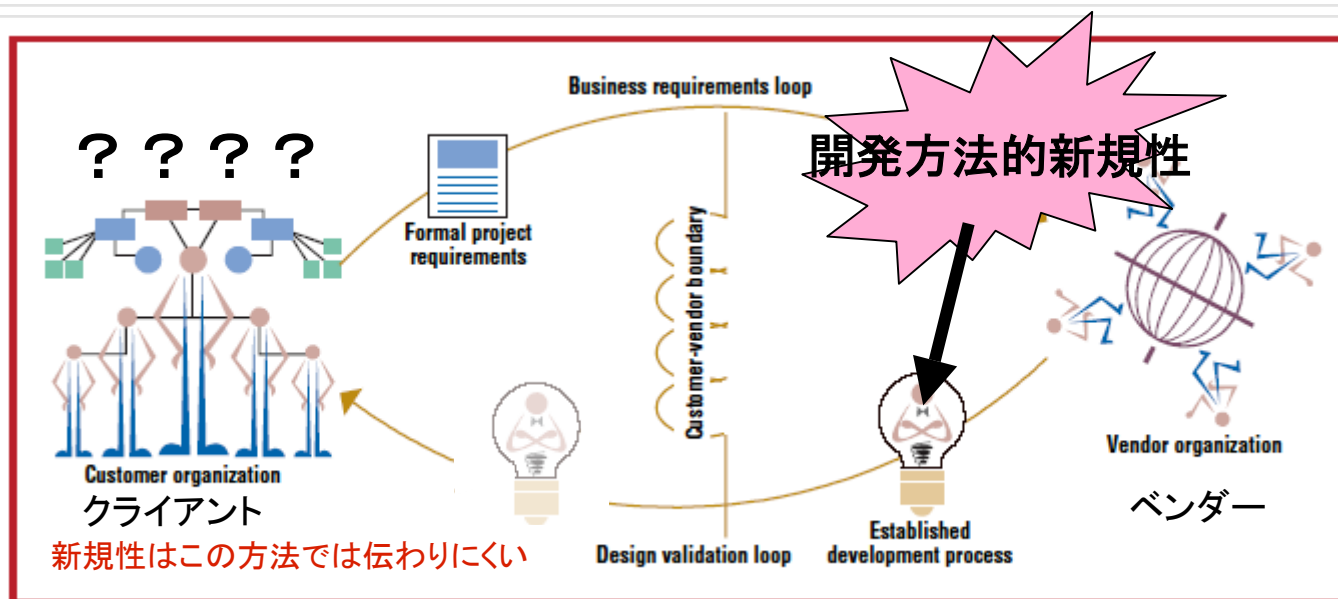 Business requirements loop
開発方法的新規性
????
Formal project
requirements
Customer-vendor boundary
Customer organization
クライアント
新規性はこの方法では伝わりにくい
Design validation loop
Established
development process
Vendor organization
ベンダー